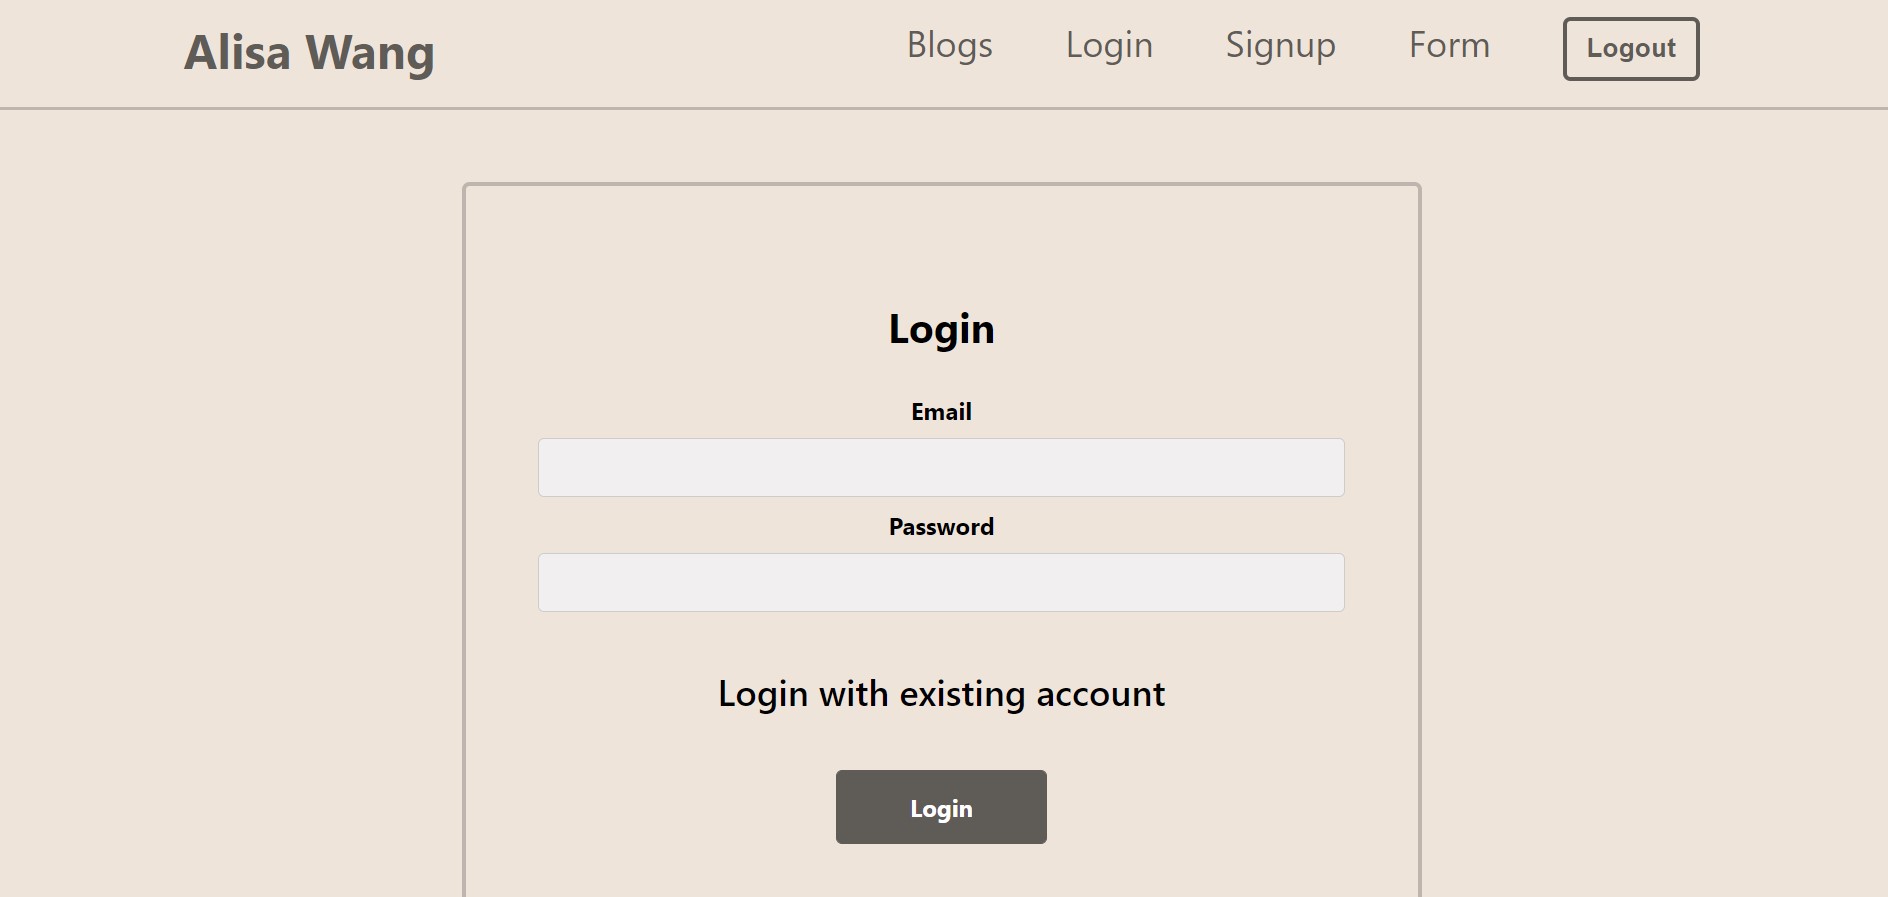 Alisa Wang
Blogs Login Signup Form Logout
Login
Email
Password
Login with existing account
Login